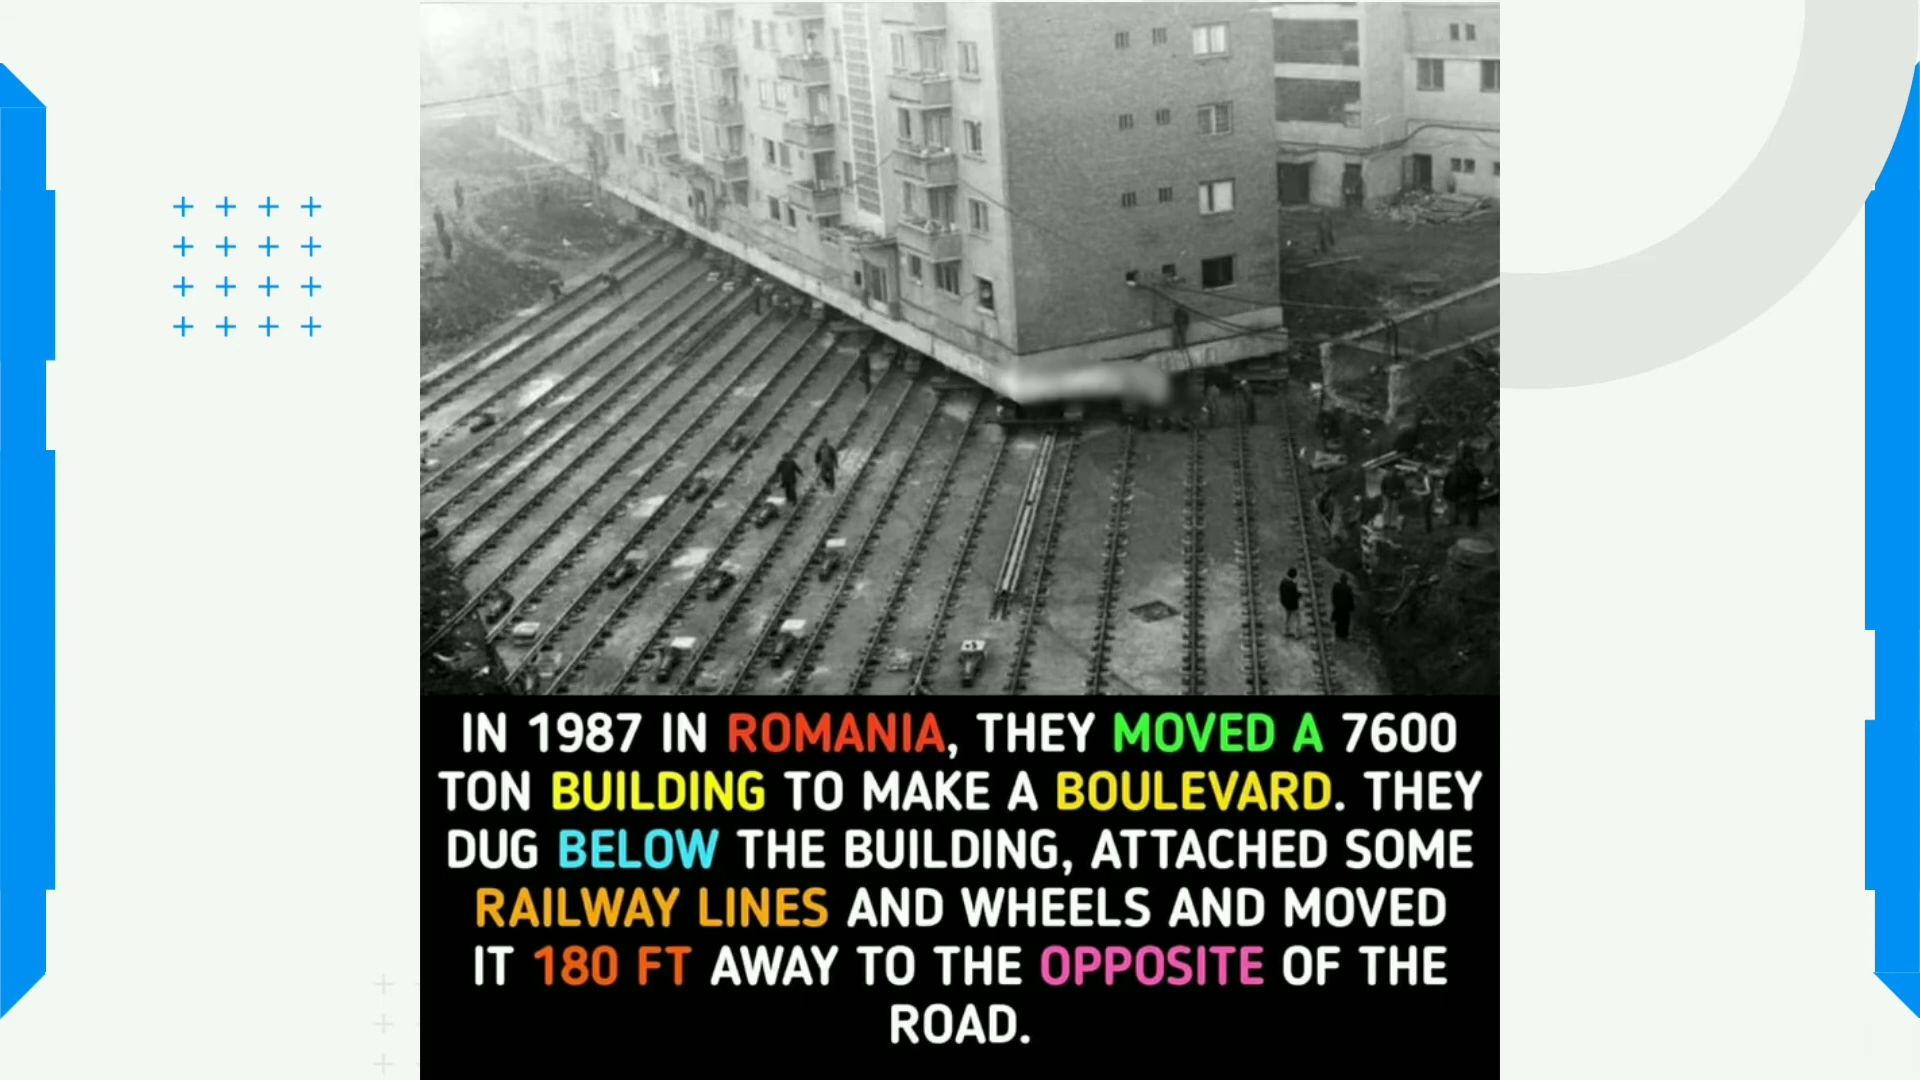 IN 1987 IN ROMANIA, THEY MOVED A 7600
TON BUILDING TO MAKE A BOULEVARD. THEY
DUG BELOW THE BUILDING, ATTACHED SOME
RAILWAY LINES AND WHEELS AND MOVED
IT 180 FT AWAY TO THE OPPOSITE OF THE
ROAD.